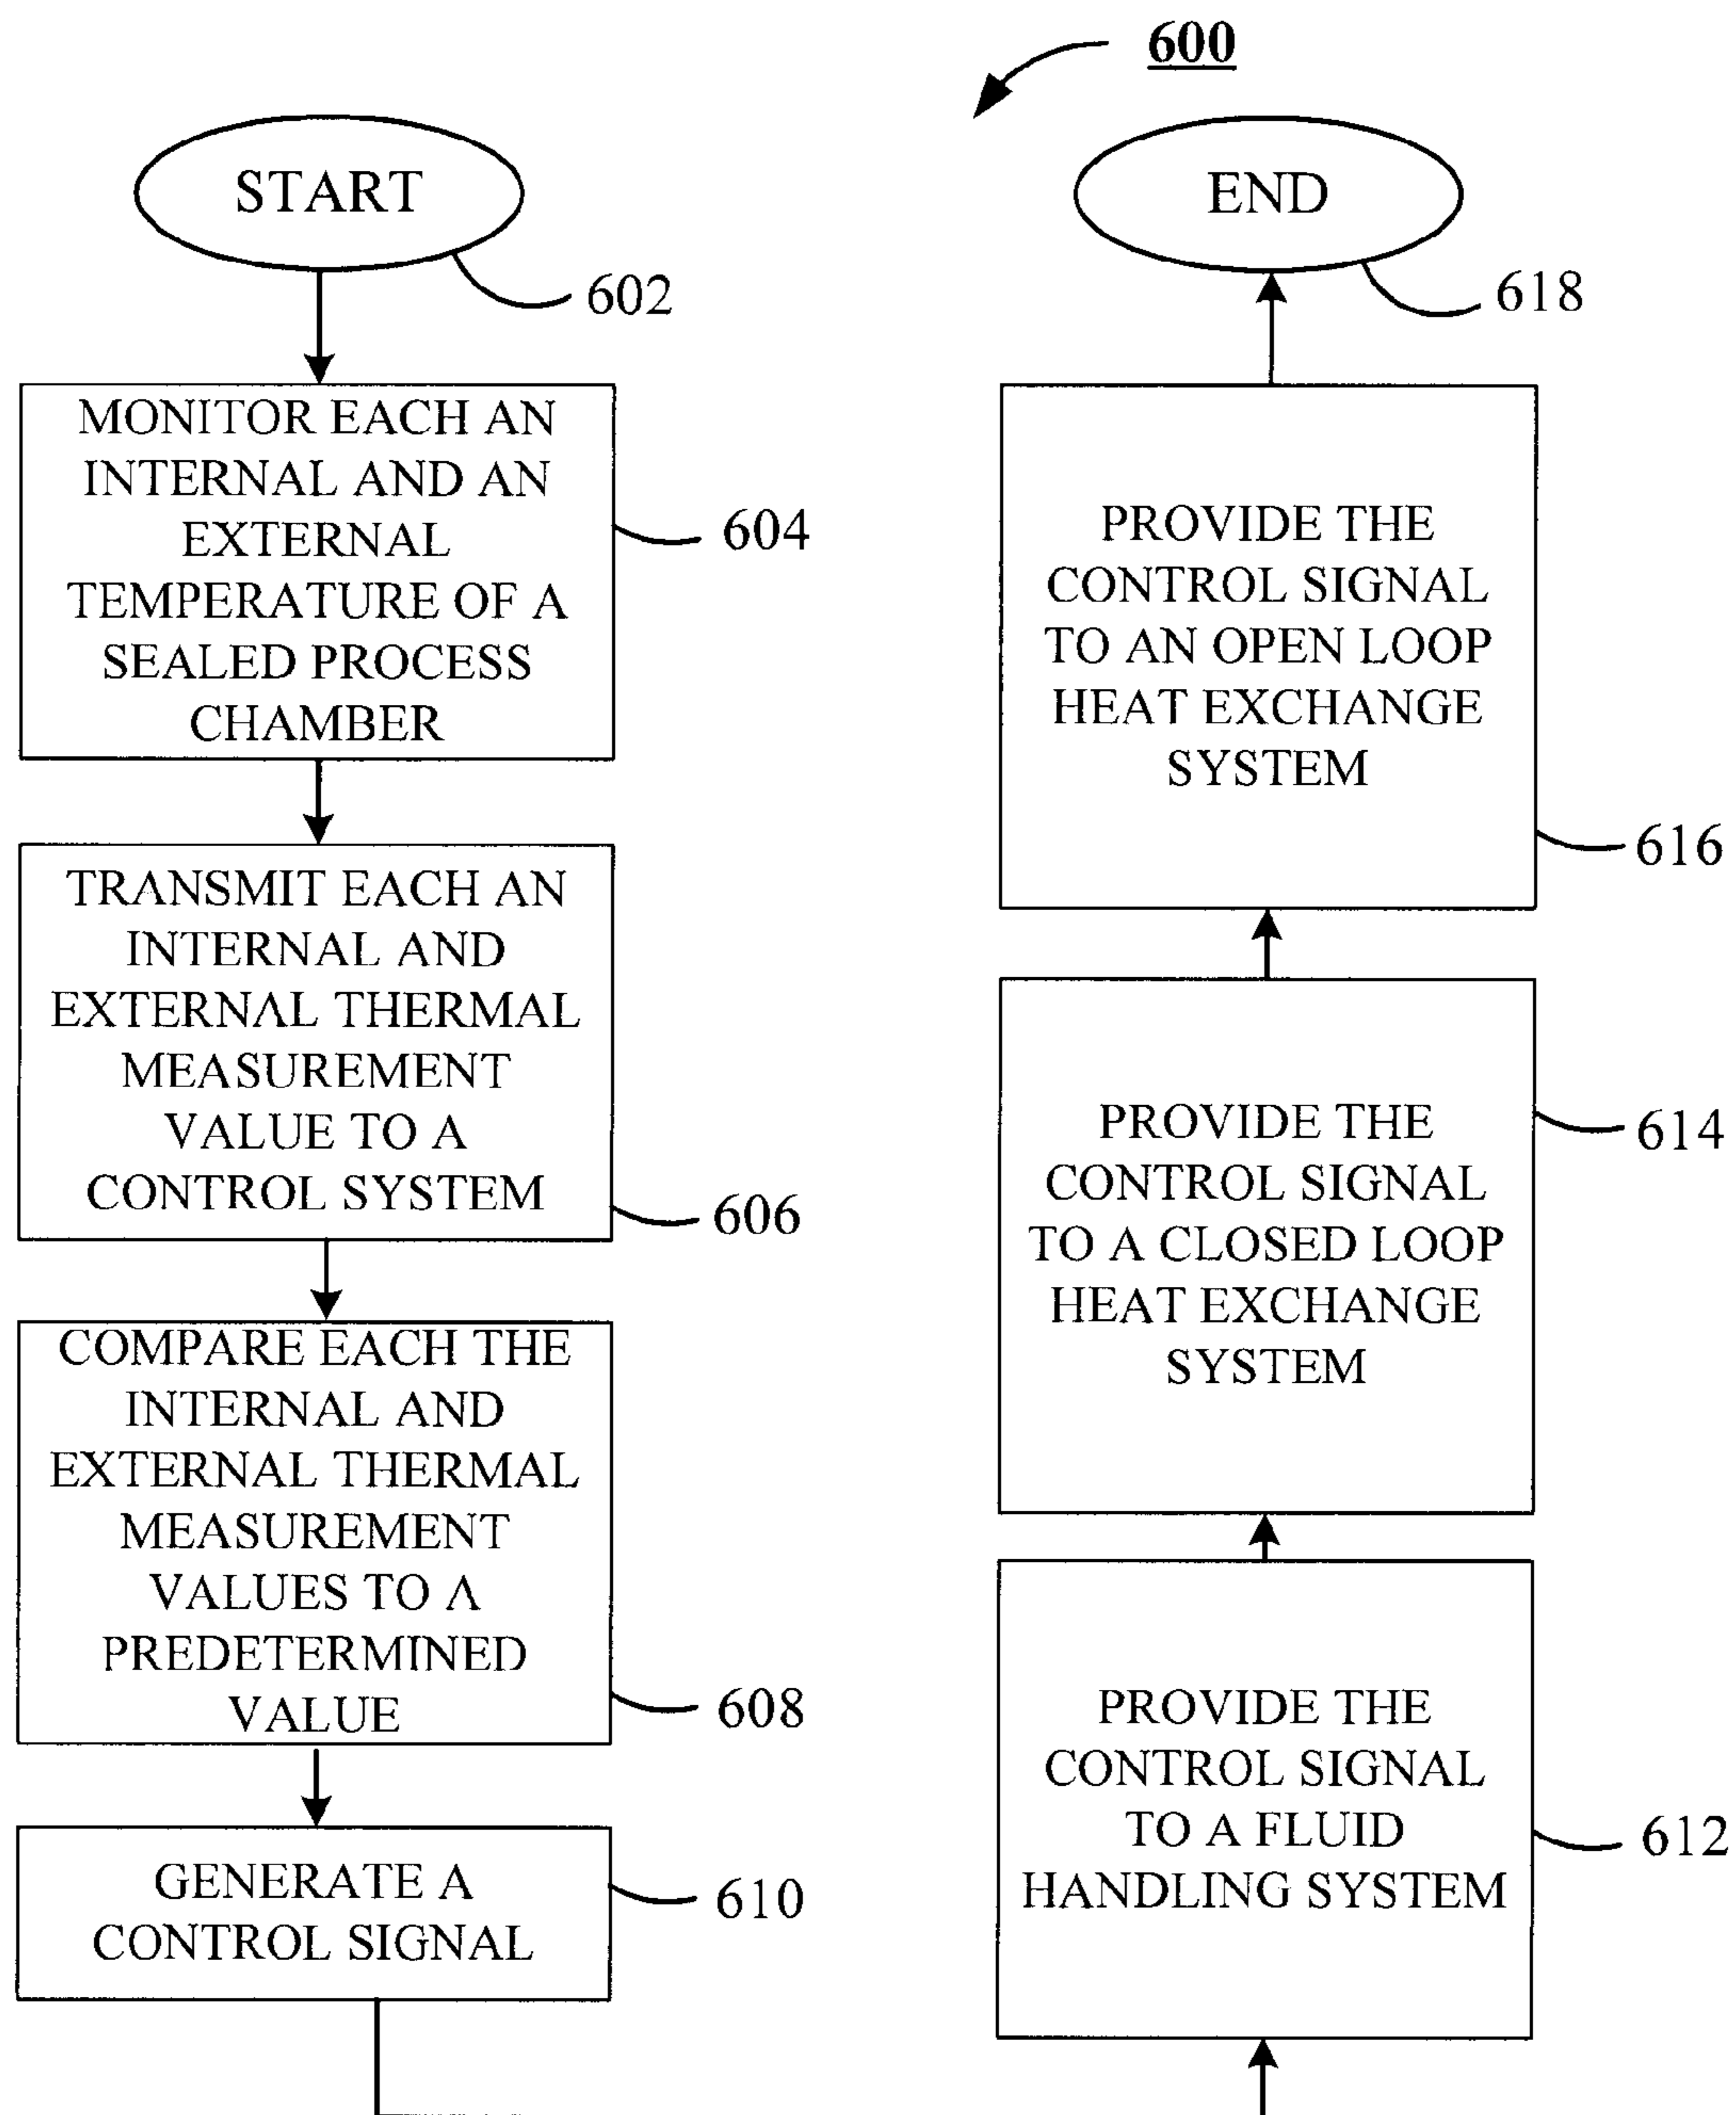 600
START
602
MONITOR EACH AN
INTERNAL AND AN
EXTERNAL
TEMPERATURE OF A
SEALED PROCESS
CHAMBER
604
TRANSMIT EACH AN
INTERNAL AND
EXTERNAL THERMAL
MEASUREMENT
VALUE TO A
CONTROL SYSTEM
606
COMPARE EACH THE
INTERNAL AND
EXTERNAL THERMAL
MEASUREMENT
VALUES TO A
PREDETERMINED
VALUE
608
GENERATE A
CONTROL SIGNAL
610
PROVIDE THE
CONTROL SIGNAL
TO A FLUID
HANDLING SYSTEM
612
PROVIDE THE
CONTROL SIGNAL
TO A CLOSED LOOP
HEAT EXCHANGE
SYSTEM
614
PROVIDE THE
CONTROL SIGNAL
TO AN OPEN LOOP
HEAT EXCHANGE
SYSTEM
616
END
618